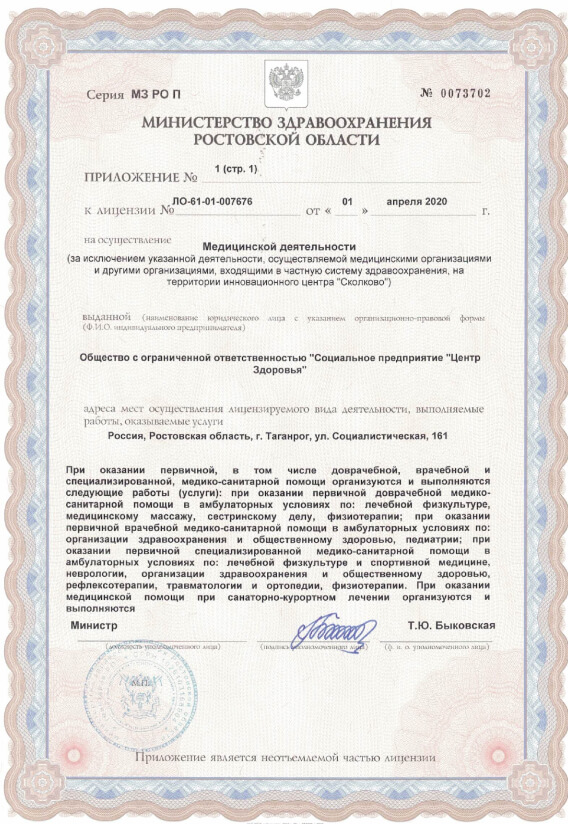 Серия МЗ РО П
№ 0073702
МИНИСТЕРСТВО ЗДРАВООХРАНЕНИЯ
РОСТОВСКОЙ ОБЛАСТИ
ПРИЛОЖЕНИЕ № 1 (стр. 1)
к лицензии № ЛО-61-01-007676 от « 01 » апреля 2020 г.
на осуществление Медицинской деятельности
(за исключением указанной деятельности, осуществляемой медицинскими организациями
и другими организациями, входящими в частную систему здравоохранения, на
территории инновационного центра "Сколково")
выданной (наименование юридического лица с указанием организационно-правовой формы
(Ф.И.О. индивидуального предпринимателя)
Общество с ограниченной ответственностью "Социальное предприятие "Центр
Здоровья"
адреса мест осуществления лицензируемого вида деятельности, выполняемые
работы, оказываемые услуги
Россия, Ростовская область, г. Таганрог, ул. Социалистическая, 161
При оказании первичной, в том числе доврачебной, врачебной и
специализированной, медико-санитарной помощи организуются и выполняются
следующие работы (услуги): при оказании первичной доврачебной медико-
санитарной помощи в амбулаторных условиях по: лечебной физкультуре,
медицинскому массажу, сестринскому делу, физиотерапии; при оказании
первичной врачебной медико-санитарной помощи в амбулаторных условиях по:
организации здравоохранения и общественному здоровью, педиатрии; при
оказании первичной специализированной медико-санитарной помощи в
амбулаторных условиях по: лечебной физкультуре и спортивной медицине,
неврологии, организации здравоохранения и общественному здоровью,
рефлексотерапии, травматологии и ортопедии, физиотерапии. При оказании
медицинской помощи при санаторно-курортном лечении организуются и
выполняются
Министр
Т.Ю. Быковская
(должность уполномоченного лица)
(подпись уполномоченного лица)
(ф. и. о. уполномоченного лица)
М.П.
Приложение является неотъемлемой частью лицензии